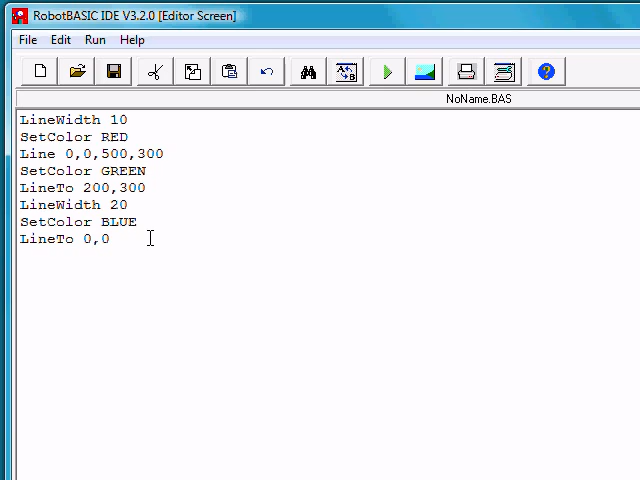 RobotBASIC IDE V3.2.0 [Editor Screen]
File Edit Run Help
A B
?
NoName.BAS
LineWidth 10
SetColor RED
Line 0,0,500,300
SetColor GREEN
LineTo 200,300
LineWidth 20
SetColor BLUE
LineTo 0,0